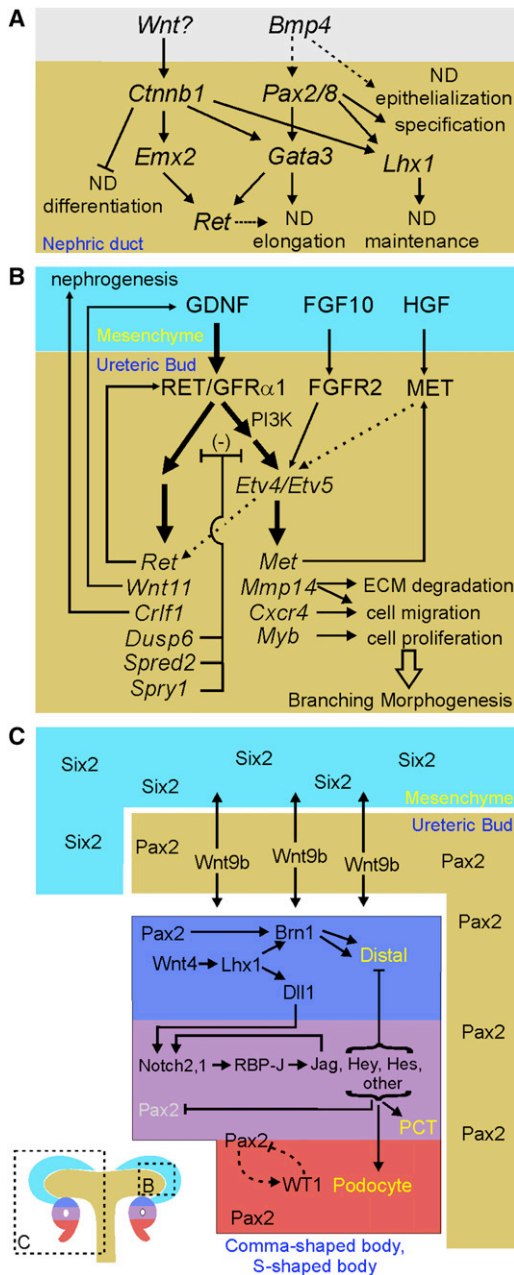 A
Wnt? Bmp4
ND
epithelialization
Ctnnb1 Pax2/8
specification
Emx2 Gata3 Lhx1
ND
differentiation
Ret ND ND
elongation maintenance
Nephric duct
B
nephrogenesis
GDNF FGF10 HGF
Mesenchyme
Ureteric Bud
RET/GFRα1 FGFR2 MET
PI3K
(-)
Etv4/Etv5
Ret Met
Wnt11 Mmp14 ECM degradation
Crlf1 Cxcr4 cell migration
Dusp6 Myb cell proliferation
Spred2
Spry1 Branching Morphogenesis
C
Six2 Six2 Six2
Six2 Six2
Mesenchyme
Ureteric Bud
Six2 Pax2 Pax2
Wnt9b Wnt9b Wnt9b
Pax2 Brn1 Pax2
Distal
Wnt4 Lhx1
Dll1
Pax2
Notch2,1 RBP-J Jag, Hey, Hes,
other
Pax2 PCT
Pax2 Pax2
WT1 Podocyte
Pax2
B
C
Comma-shaped body,
S-shaped body